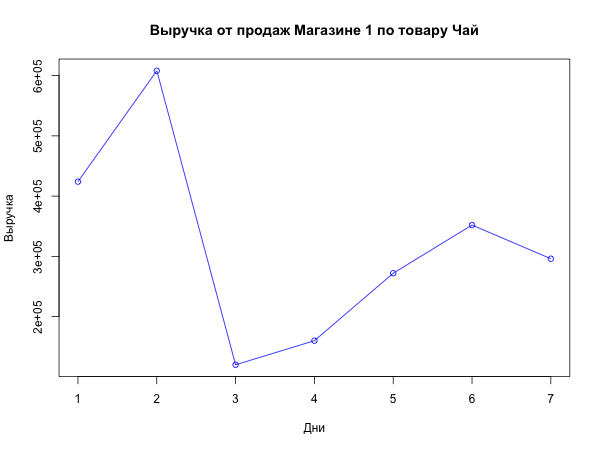 Выручка от продаж Магазине 1 по товару Чай
Выручка
6e+05
5e+05
4e+05
3e+05
2e+05
1 2 3 4 5 6 7
Дни